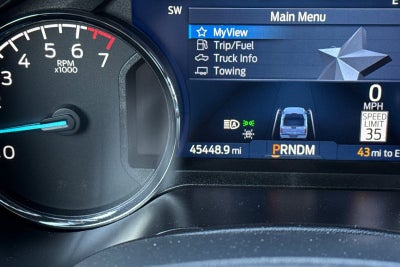 SW
E
Main Menu
MyView
Trip/Fuel
Truck Info
Towing
4
5
3
6
7
RPM
x1000
0
0
MPH
SPEED
LIMIT
35
A
45448.9 mi
PRNDM
43 mi to E